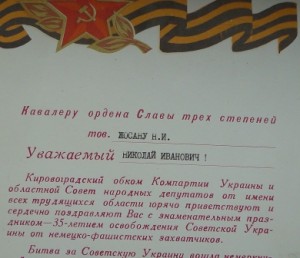 Кавалеру ордена Славы трех степеней
тов. ЖОСАНУ Н.И.
Уважаемый НИКОЛАЙ ИВАНОВИЧ !
Кировоградский обком Компартии Украины и
областной Совет народных депутатов от имени
всех трудящихся области горячо приветствуют и
сердечно поздравляют Вас с знаменательным праз-
дником—35-летием освобождения Советской Укра-
ины от немецко-фашистских захватчиков.
Битва за Советскую Украину вошла